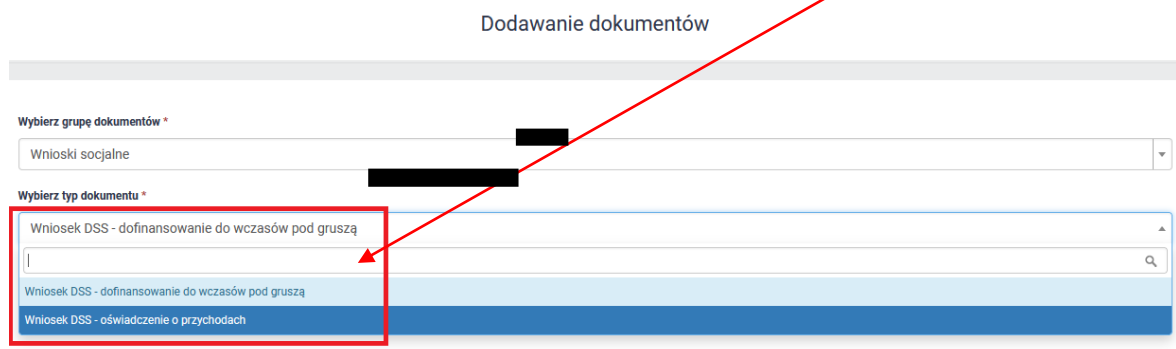 Dodawanie dokumentów
Wybierz grupę dokumentów *
Wnioski socjalne
Wybierz typ dokumentu *
Wniosek DSS - dofinansowanie do wczasów pod gruszą
Wniosek DSS - dofinansowanie do wczasów pod gruszą
Wniosek DSS - oświadczenie o przychodach